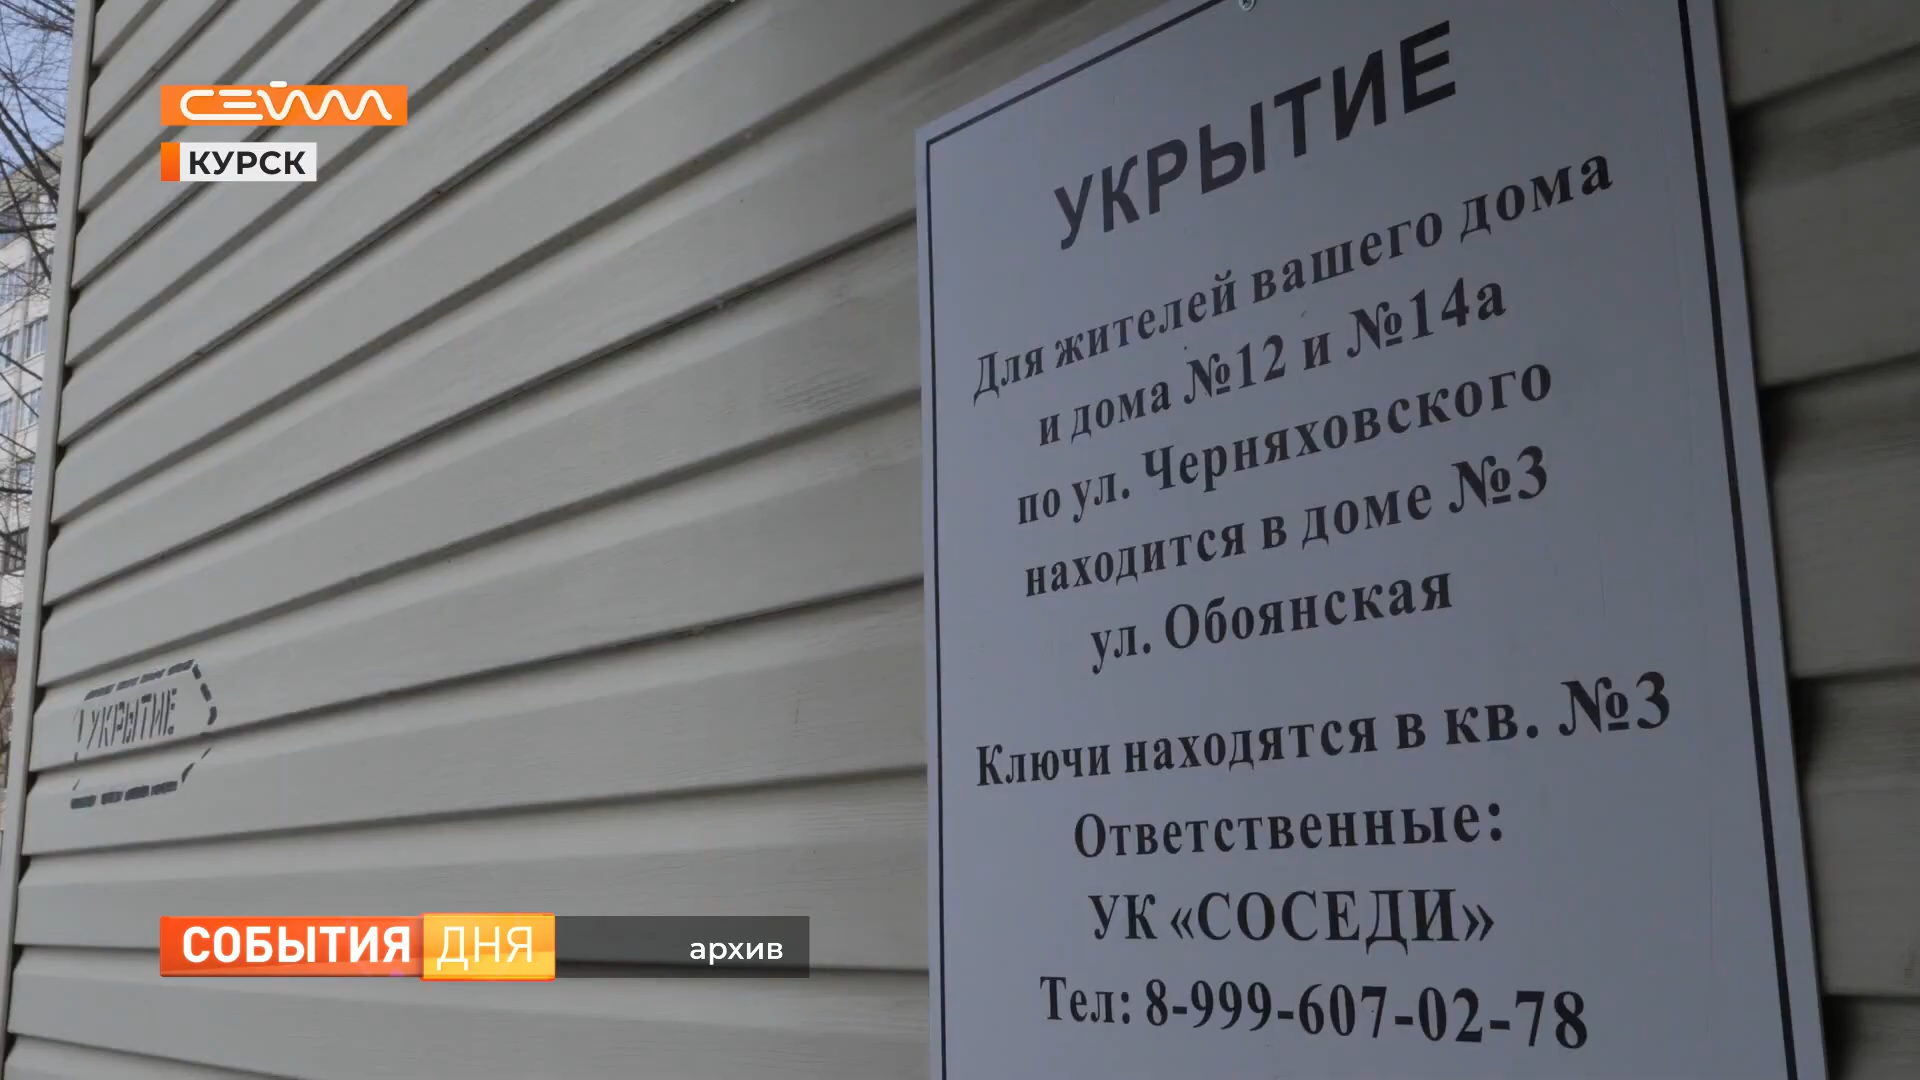 СЕЙМ
КУРСК
УКРЫТИЕ
Для жителей вашего дома
и дома №12 и №14а
по ул. Черняховского
находится в доме №3
ул. Обоянская
Ключи находятся в кв. №3
Ответственные:
УК «СОСЕДИ»
Тел: 8-999-607-02-78
УКРЫТИЕ
СОБЫТИЯ ДНЯ
архив